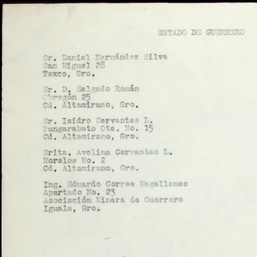 ESTADO DE GUERRERO
Sr. Daniel Hernández Silva
San Miguel 28
Taxco, Gro.
Sr. D. Salgado Román
Obregón 25
Cd. Altamirano, Gro.
Sr. Isidro Cervantes L.
Pungarabato Ote. No. 15
Cd. Altamirano, Gro.
Srita. Avelina Cervantes L.
Morelos No. 2
Cd. Altamirano, Gro.
Ing. Eduardo Correa Magallanes
Apartado No. 23
Asociación Minera de Guerrero
Iguala, Gro.